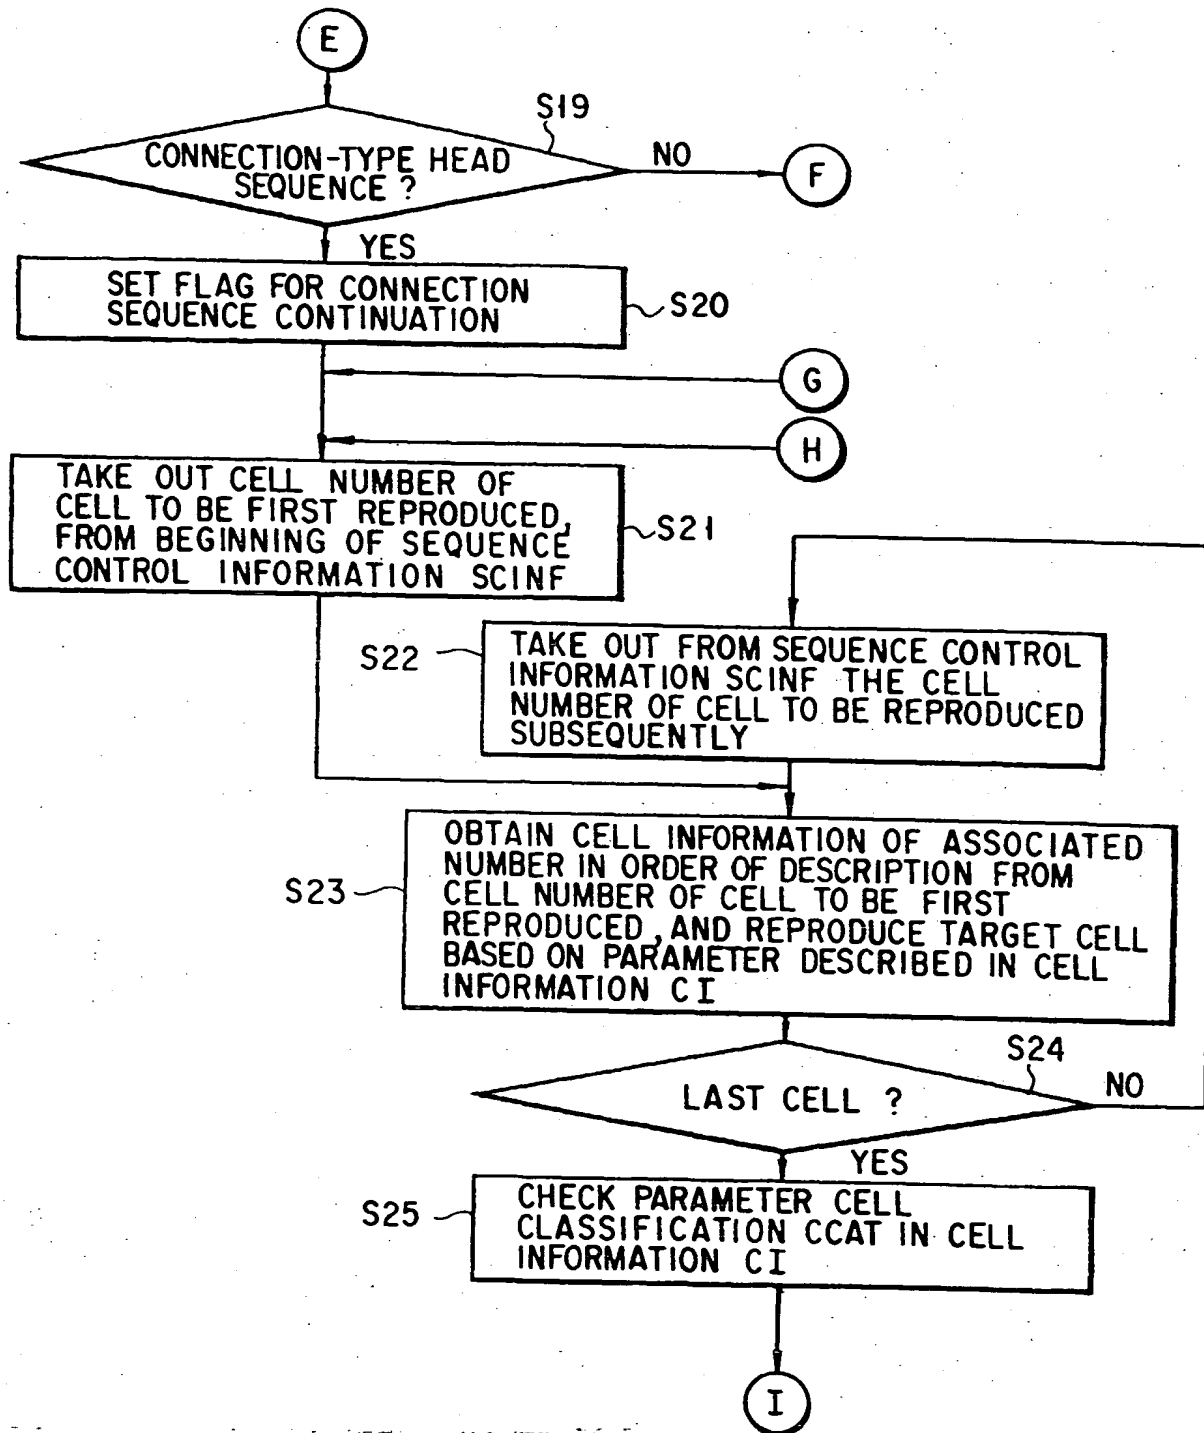 E
S19
CONNECTION-TYPE HEAD
SEQUENCE ?
NO
F
YES
SET FLAG FOR CONNECTION
SEQUENCE CONTINUATION
S20
G
H
TAKE OUT CELL NUMBER OF
CELL TO BE FIRST REPRODUCED,
FROM BEGINNING OF SEQUENCE
CONTROL INFORMATION SCINF
S21
S22
TAKE OUT FROM SEQUENCE CONTROL
INFORMATION SCINF THE CELL
NUMBER OF CELL TO BE REPRODUCED
SUBSEQUENTLY
S23
OBTAIN CELL INFORMATION OF ASSOCIATED
NUMBER IN ORDER OF DESCRIPTION FROM
CELL NUMBER OF CELL TO BE FIRST
REPRODUCED, AND REPRODUCE TARGET CELL
BASED ON PARAMETER DESCRIBED IN CELL
INFORMATION CI
S24
LAST CELL ?
NO
YES
S25
CHECK PARAMETER CELL
CLASSIFICATION CCAT IN CELL
INFORMATION CI
I